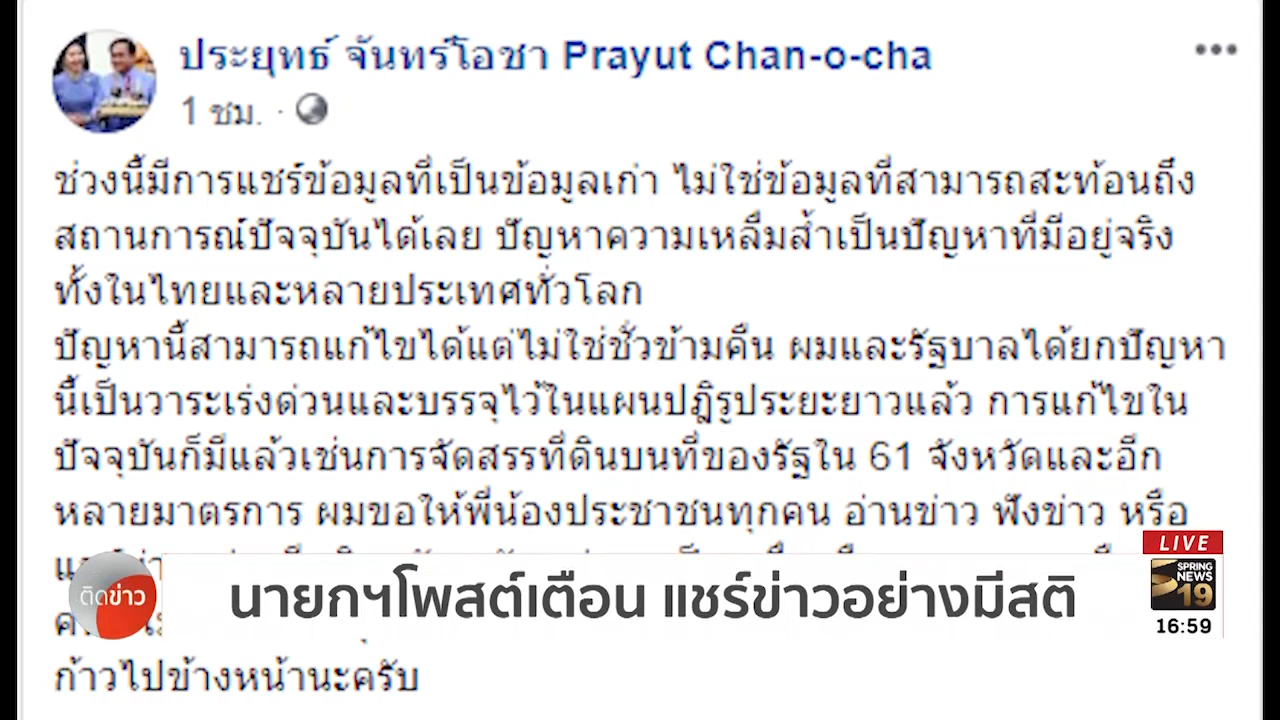 ประยุทธ์ จันทร์โอชา Prayut Chan-o-cha
1 ชม.
ช่วงนี้มีการแชร์ข้อมูลที่เป็นข้อมูลเก่า ไม่ใช่ข้อมูลที่สามารถสะท้อนถึง
สถานการณ์ปัจจุบันได้เลย ปัญหาความเหลื่มส้ำเป็นปัญหาที่มีอยู่จริง
ทั้งในไทยและหลายประเทศทั่วโลก
ปัญหานี้สามารถแก้ไขได้แต่ไม่ใช่ชั่วข้ามคืน ผมและรัฐบาลได้ยกปัญหา
นี้เป็นวาระเร่งด่วนและบรรจุไว้ในแผนปฎิรูประยะยาวแล้ว การแก้ไขใน
ปัจจุบันก็มีแล้วเช่นการจัดสรรที่ดินบนที่ของรัฐใน 61 จังหวัดและอีก
หลายมาตรการ ผมขอให้พี่น้องประชาชนทุกคน อ่านข่าว ฟังข่าว หรือ
LIVE
ติดข่าว
นายกฯโพสต์เตือน แชร์ข่าวอย่างมีสติ
SPRING
NEWS
19
16:59
ก้าวไปข้างหน้านะครับ